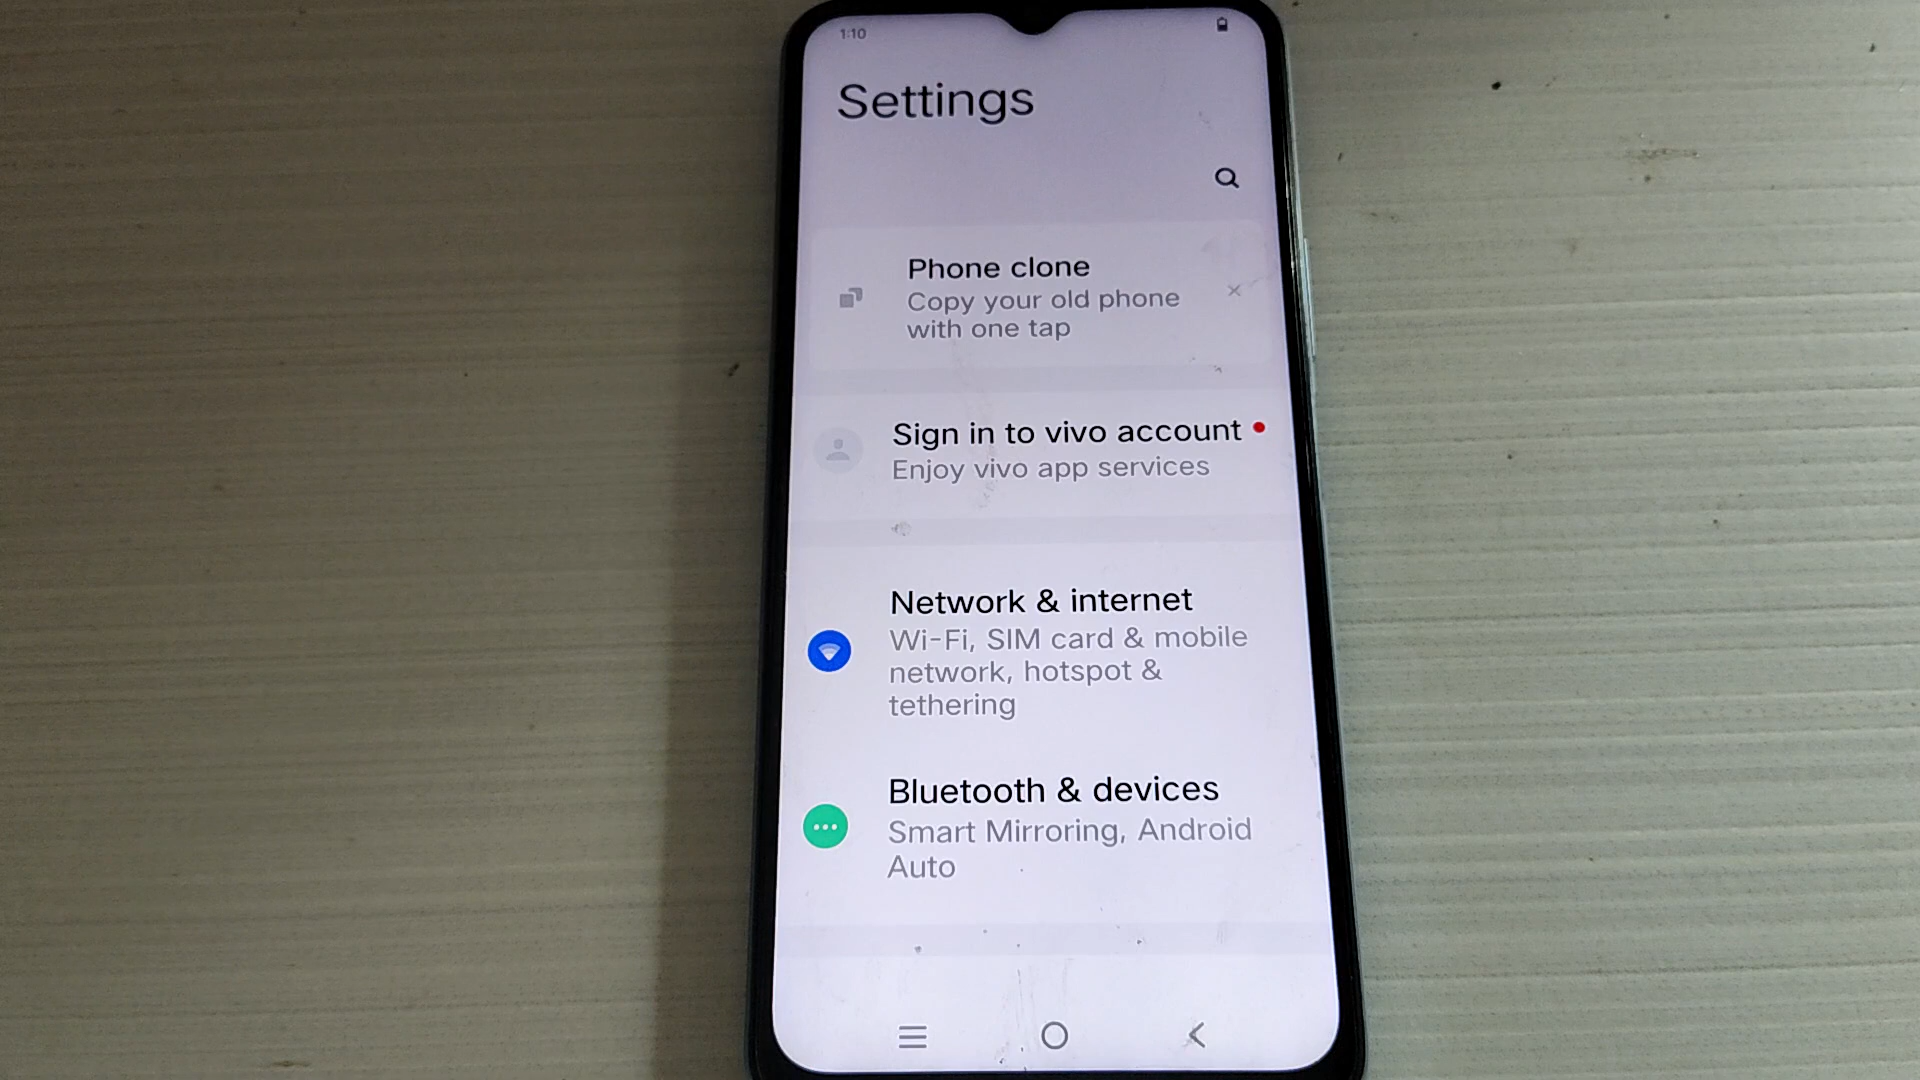 1:10
Settings
Phone clone
Copy your old phone
with one tap
Sign in to vivo account
Enjoy vivo app services
Network & internet
Wi-Fi, SIM card & mobile
network, hotspot &
tethering
Bluetooth & devices
Smart Mirroring, Android
Auto